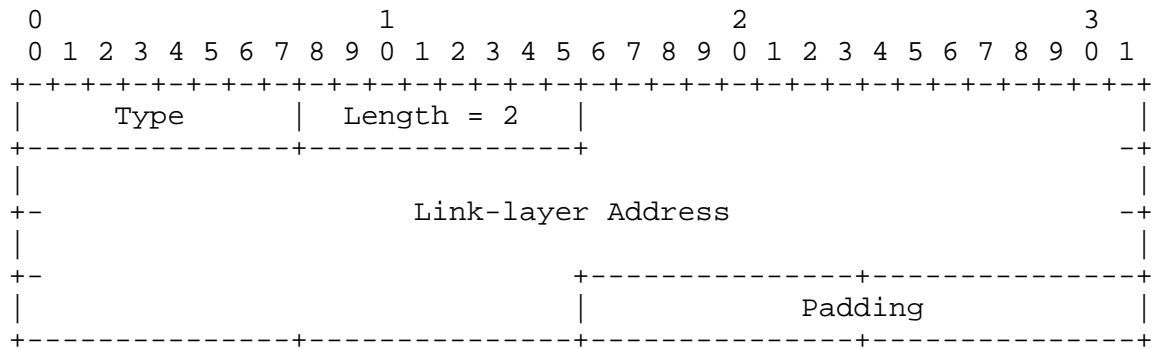 0 1 2 3
0 1 2 3 4 5 6 7 8 9 0 1 2 3 4 5 6 7 8 9 0 1 2 3 4 5 6 7 8 9 0 1
+-+-+-+-+-+-+-+-+-+-+-+-+-+-+-+-+-+-+-+-+-+-+-+-+-+-+-+-+-+-+-+-+
| Type | Length = 2 | |
+---------------+---------------+ -+
| |
+- Link-layer Address -+
| |
+- +---------------+---------------+
| | Padding |
+---------------+---------------+---------------+---------------+